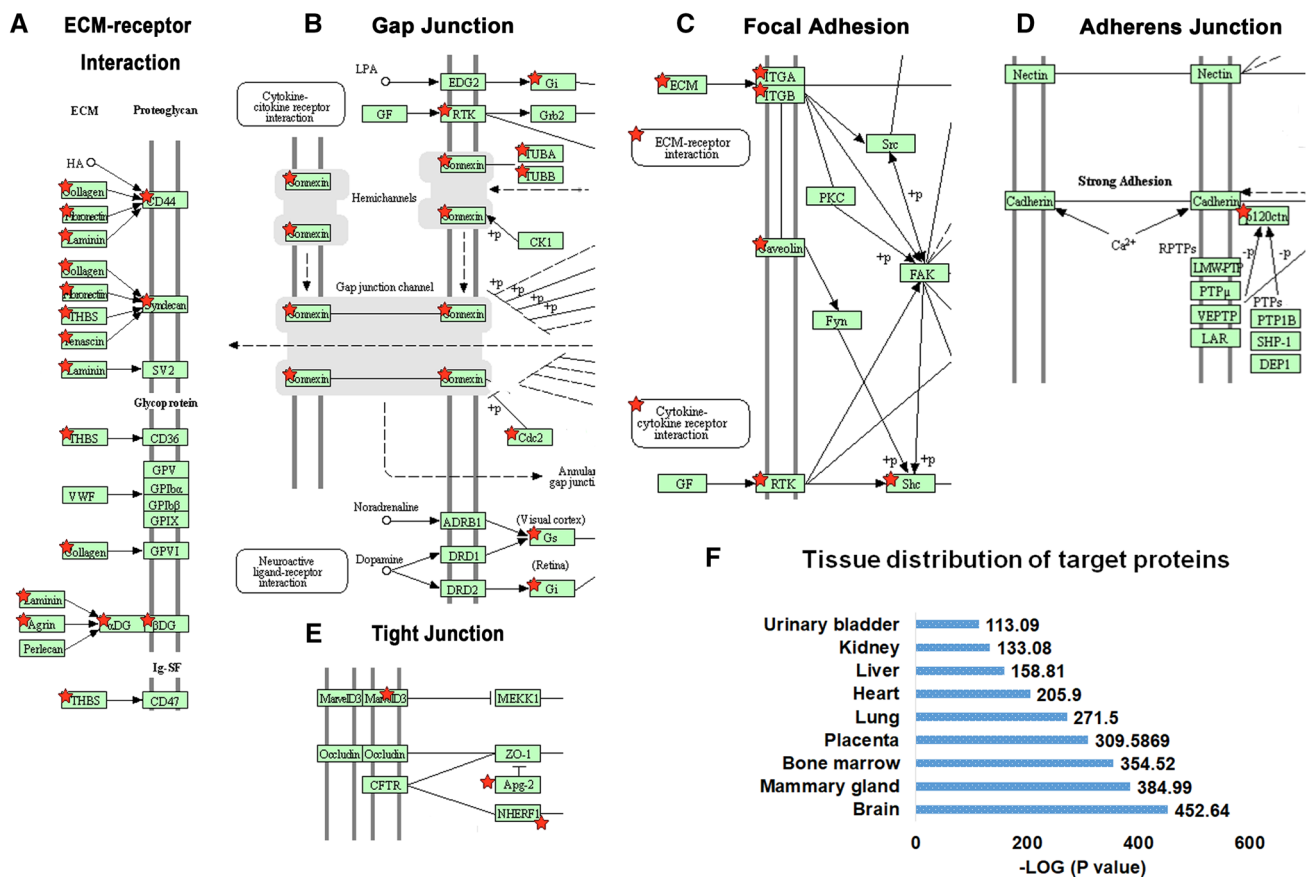 A
ECM-receptor
Interaction
ECM
Proteoglycan
HA
Collagen
CD44
Fibronectin
Laminin
Collagen
Fibronectin
Syndecan
THBS
Tenascin
Laminin
SV2
Glycoprotein
THBS
CD36
GPV
VWF
GPIbα
GPIbβ
GPIX
Collagen
GPVI
Laminin
Agrin
αDG
βDG
Perlecan
Ig-SF
THBS
CD47
B
Gap Junction
LPA
EDG2
Gi
Cytokine-
citokine receptor
interaction
GF
RTK
Grb2
TUBA
Connexin
TUBB
Connexin
Hemichannels
Connexin
+p
CK1
Connexin
Gap junction channel
+p
+p
+p
+p
Connexin
Connexin
Connexin
Connexin
+p
Cdc2
Annular
gap juncti
Noradrenaline
ADRB1
(Visual cortex)
Gs
Neuroactive
ligand-receptor
interaction
Dopamine
DRD1
(Retina)
DRD2
Gi
C
Focal Adhesion
ECM
ITGA
ITGB
ECM-receptor
interaction
Src
PKC
+p
Caveolin
+p
FAK
Fyn
Cytokine-
cytokine receptor
interaction
+p
+p
GF
RTK
Shc
D
Adherens Junction
Nectin
Nectin
Strong Adhesion
Cadherin
Cadherin
p120ctn
Ca2+
RPTPs
-p
-p
LMW-PTP
PTPμ
PTPs
VEPTP
PTP1B
LAR
SHP-1
DEP1
E
Tight Junction
MarvelD3
MarvelD3
MEKK1
Occludin
Occludin
ZO-1
CFTR
Apg-2
NHERF1
F
Tissue distribution of target proteins
Urinary bladder
113.09
Kidney
133.08
Liver
158.81
Heart
205.9
Lung
271.5
Placenta
309.5869
Bone marrow
354.52
Mammary gland
384.99
Brain
452.64
0
200
400
600
-LOG (P value)